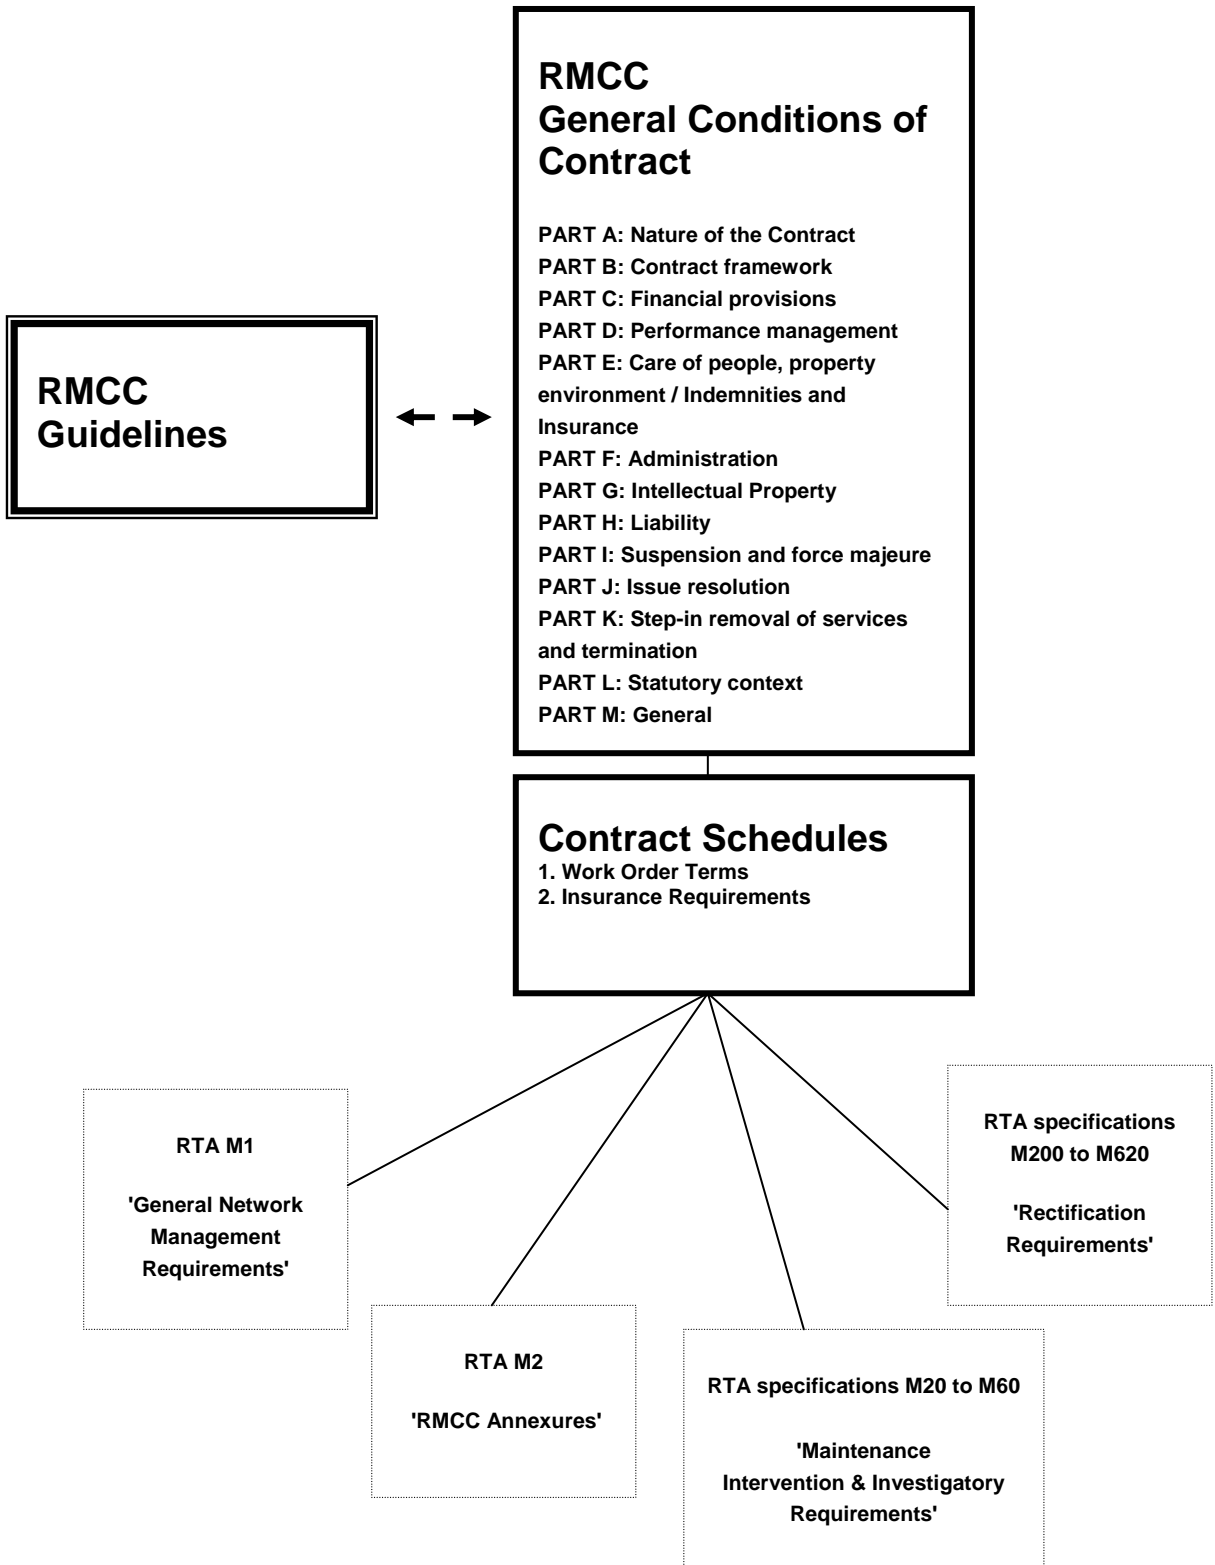 RMCC
General Conditions of
Contract
PART A: Nature of the Contract
PART B: Contract framework
PART C: Financial provisions
PART D: Performance management
PART E: Care of people, property
environment / Indemnities and
Insurance
PART F: Administration
PART G: Intellectual Property
PART H: Liability
PART I: Suspension and force majeure
PART J: Issue resolution
PART K: Step-in removal of services
and termination
PART L: Statutory context
PART M: General
RMCC
Guidelines
Contract Schedules
1. Work Order Terms
2. Insurance Requirements
RTA M1
'General Network
Management
Requirements'
RTA M2
'RMCC Annexures'
RTA specifications M20 to M60
'Maintenance
Intervention & Investigatory
Requirements'
RTA specifications
M200 to M620
'Rectification
Requirements'